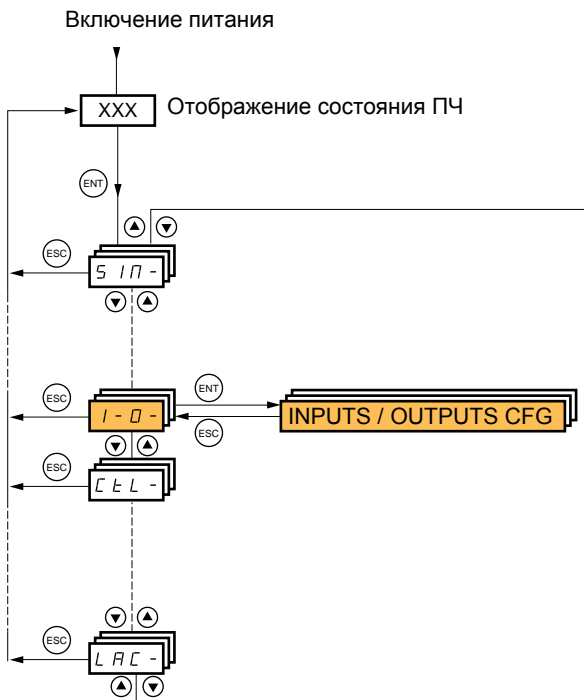 Включение питания
XXX
Отображение состояния ПЧ
ENT
ESC
SIM-
ESC
I-O-
ENT
ESC
INPUTS / OUTPUTS CFG
ESC
CtL-
ESC
LAC-